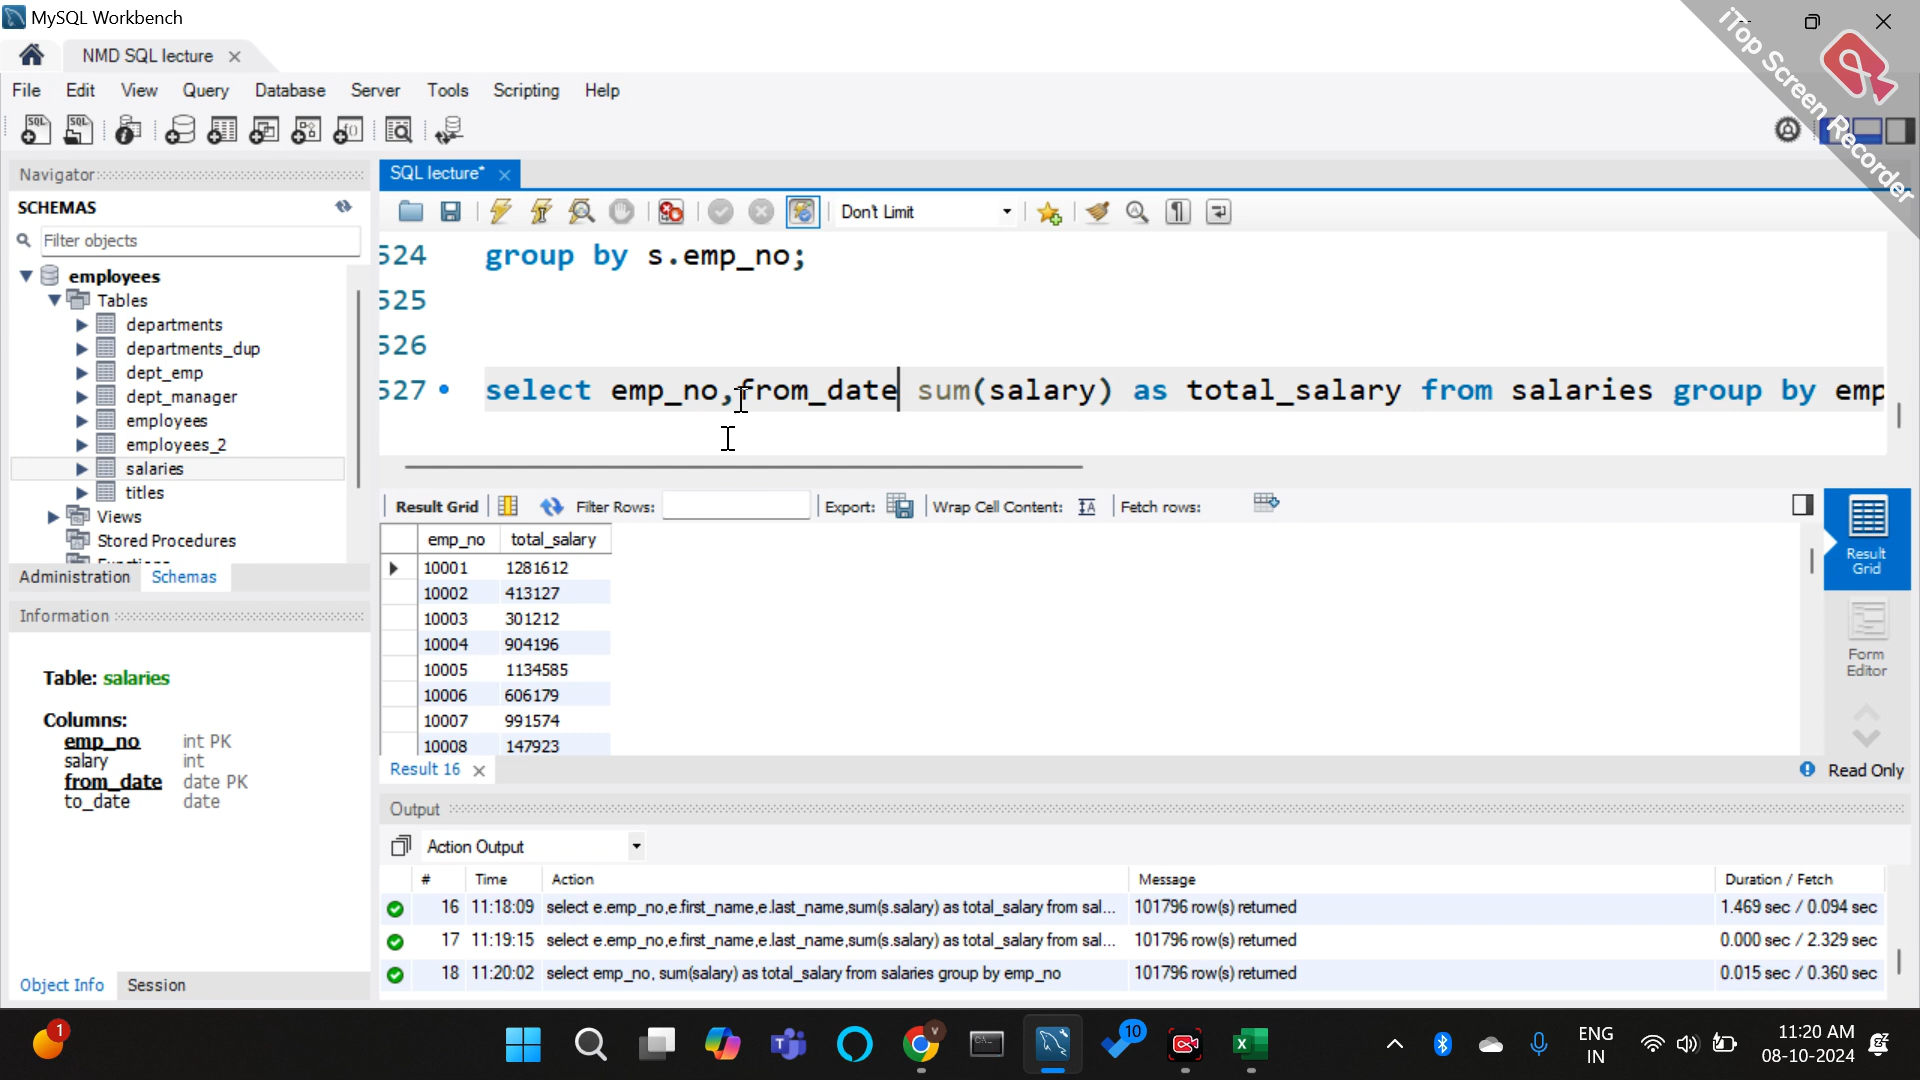 MySQL Workbench
NMD SQL lecture
File Edit View Query Database Server Tools Scripting Help
iTop Screen Recorder
Navigator
SCHEMAS
Filter objects
employees
Tables
departments
departments_dup
dept_emp
dept_manager
employees
employees_2
salaries
titles
Views
Stored Procedures
Administration Schemas
Information
Table: salaries
Columns:
emp_no int PK
salary int
from_date date PK
to_date date
Object Info Session
SQL lecture*
Don't Limit
524 group by s.emp_no;
525
526
527 select emp_no,from_date sum(salary) as total_salary from salaries group by emp
Result Grid Filter Rows: Export: Wrap Cell Content: Fetch rows:
emp_no total_salary
10001 1281612
10002 413127
10003 301212
10004 904196
10005 1134585
10006 606179
10007 991574
10008 147923
Result Grid
Form Editor
Result 16
Read Only
Output
Action Output
# Time Action Message Duration / Fetch
16 11:18:09 select e.emp_no,e.first_name,e.last_name,sum(s.salary) as total_salary from sal... 101796 row(s) returned 1.469 sec / 0.094 sec
17 11:19:15 select e.emp_no,e.first_name,e.last_name,sum(s.salary) as total_salary from sal... 101796 row(s) returned 0.000 sec / 2.329 sec
18 11:20:02 select emp_no, sum(salary) as total_salary from salaries group by emp_no 101796 row(s) returned 0.015 sec / 0.360 sec
1
10
ENG
IN
11:20 AM
08-10-2024